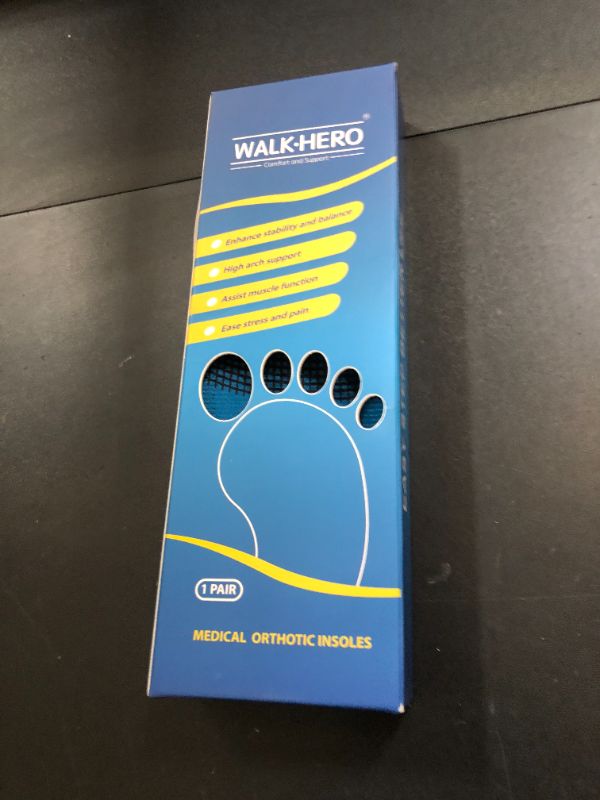 WALK·HERO®
Comfort and Support
Enhance stability and balance
High arch support
Assist muscle function
Ease stress and pain
1 PAIR
MEDICAL ORTHOTIC INSOLES